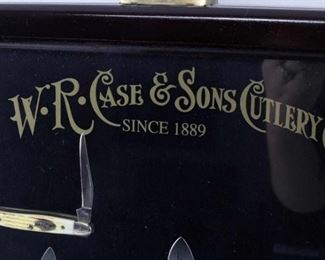 W.R. CASE & SONS CUTLERY
SINCE 1889